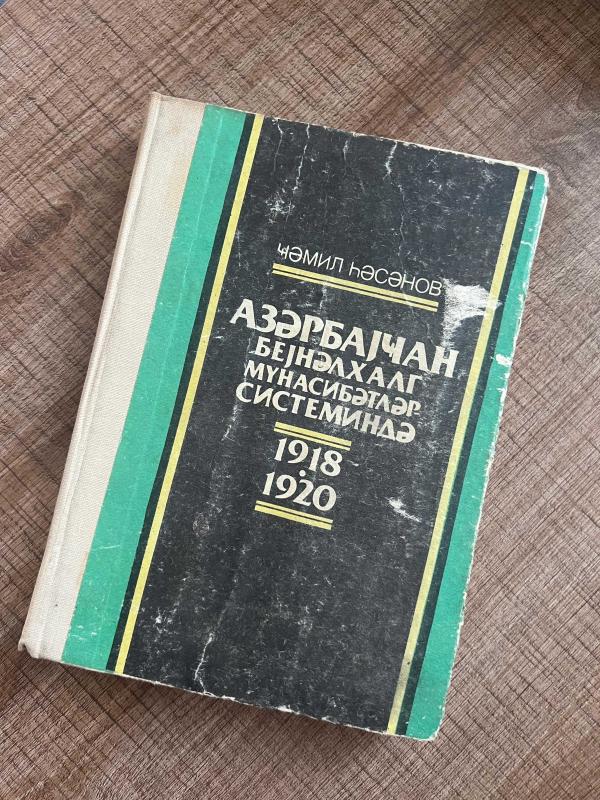 ҸӘМИЛ ҺӘСӘНОВ
АЗӘРБАЈҸАН
БЕЈНӘЛХАЛГ
МҮНАСИБӘТЛӘР
СИСТЕМИНДӘ
1918
1920